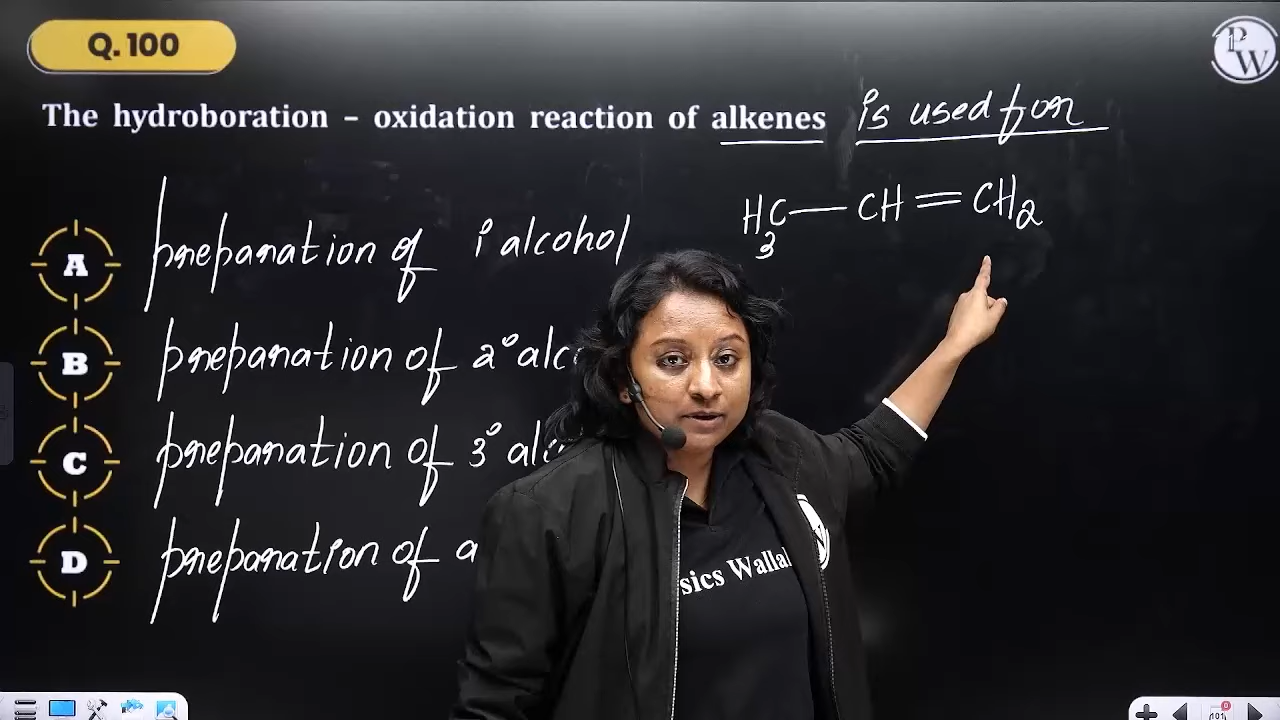 Q. 100
PW
The hydroboration – oxidation reaction of alkenes is used for
H3C — CH = CH2
A preparation of 1° alcohol
B preparation of 2° alc
C preparation of 3° al
D preparation of a
sics Walla